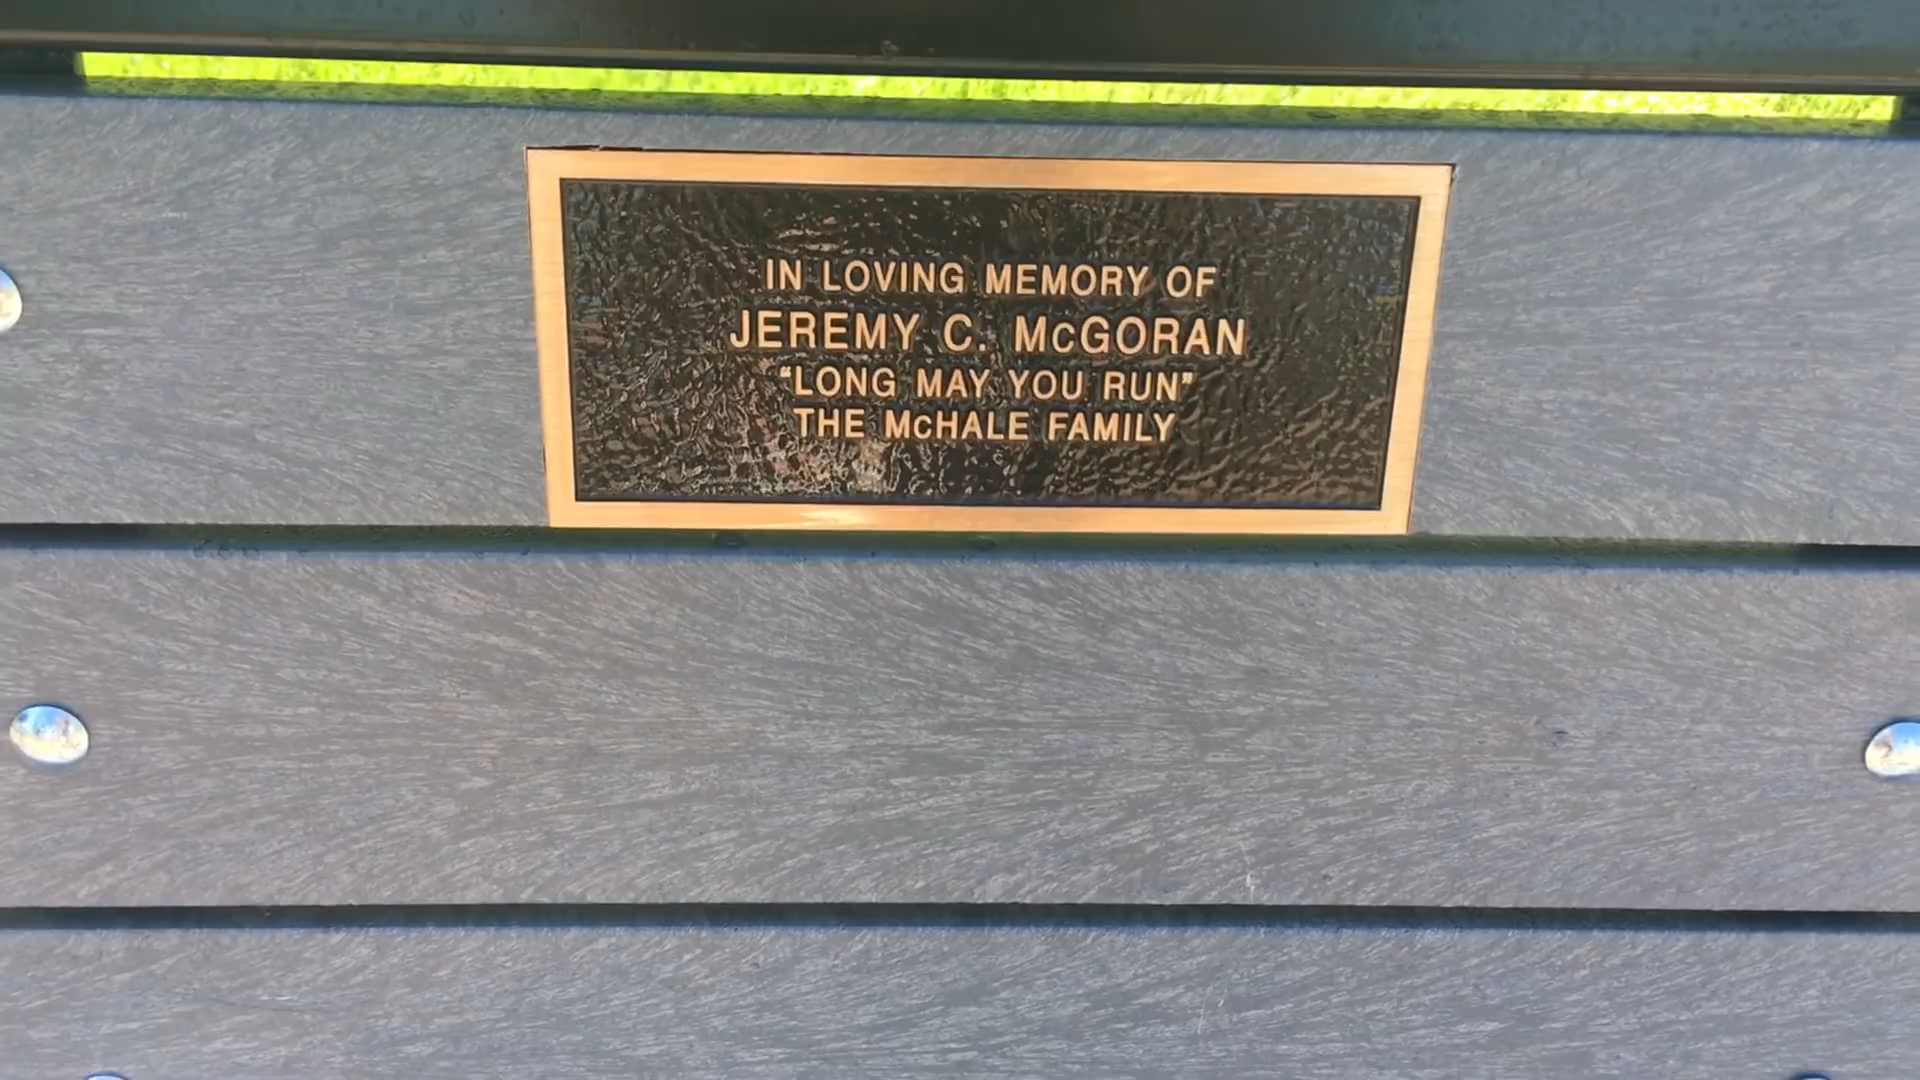 IN LOVING MEMORY OF
JEREMY C. McGORAN
“LONG MAY YOU RUN”
THE McHALE FAMILY